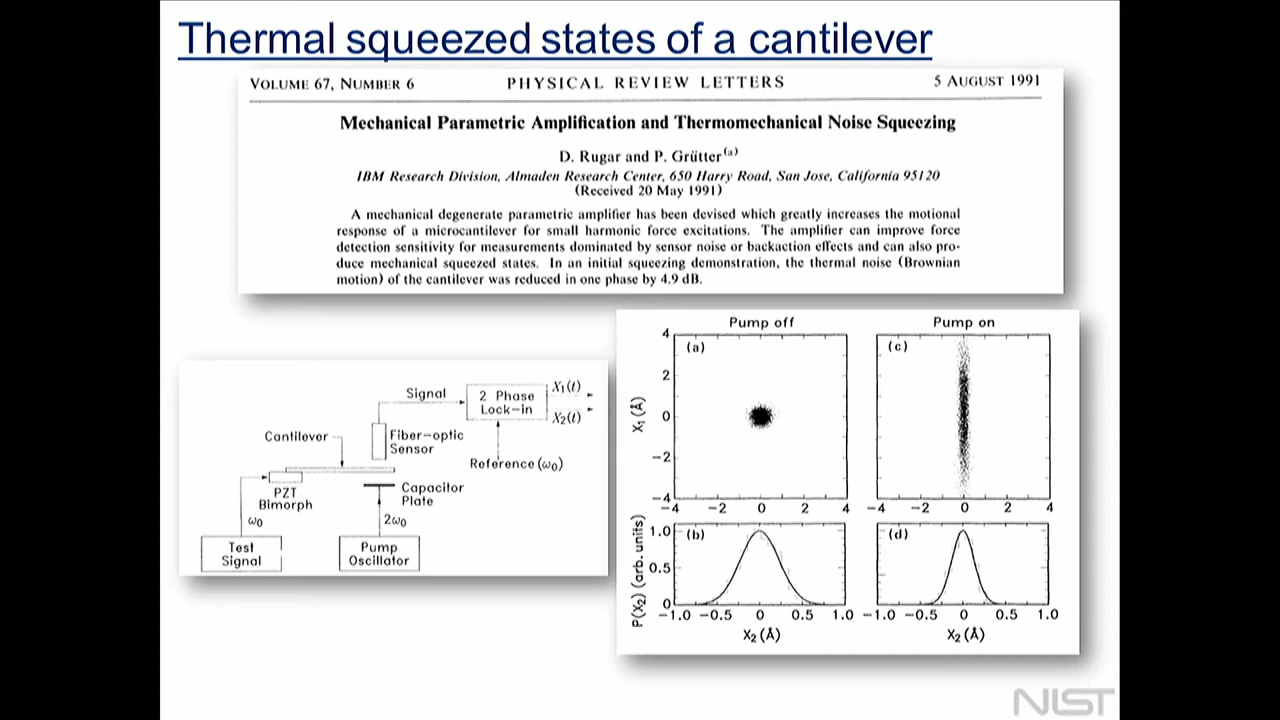 Thermal squeezed states of a cantilever
VOLUME 67, NUMBER 6 PHYSICAL REVIEW LETTERS 5 AUGUST 1991
Mechanical Parametric Amplification and Thermomechanical Noise Squeezing
D. Rugar and P. Grütter(a)
IBM Research Division, Almaden Research Center, 650 Harry Road, San Jose, California 95120
(Received 20 May 1991)
A mechanical degenerate parametric amplifier has been devised which greatly increases the motional
response of a microcantilever for small harmonic force excitations. The amplifier can improve force
detection sensitivity for measurements dominated by sensor noise or backaction effects and can also pro-
duce mechanical squeezed states. In an initial squeezing demonstration, the thermal noise (Brownian
motion) of the cantilever was reduced in one phase by 4.9 dB.
Signal
2 Phase
Lock-in
X₁(t)
X₂(t)
Cantilever
Fiber-optic
Sensor
Reference (ω₀)
PZT
Bimorph
Capacitor
Plate
ω₀
2ω₀
Test
Signal
Pump
Oscillator
Pump off
Pump on
(a)
(c)
4
2
0
−2
−4
X₁ (Å)
−4 −2 0 2 4
−4 −2 0 2 4
(b)
(d)
1.0
0.5
0
P(X₂) (arb. units)
−1.0 −0.5 0 0.5 1.0
−1.0 −0.5 0 0.5 1.0
X₂ (Å)
X₂ (Å)
NIST